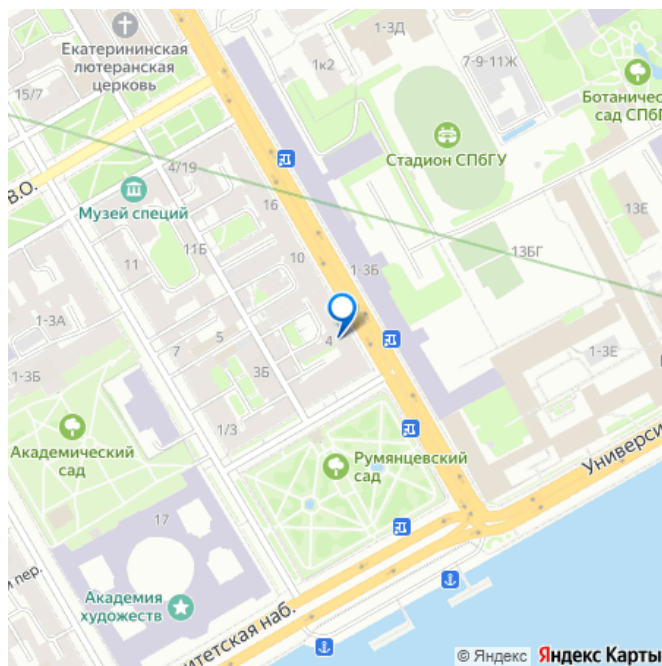 1-3Д
Екатерининская
лютеранская
церковь
1к2
7-9-11Ж
15/7
Ботаничес
сад СПбГ
Стадион СПбГУ
4/19
В.О.
Музей специй
16
13Е
11Б
13БГ
11
10
1-3Б
1-3А
5
4
7
1-3Е
3Б
1-3Б
1/3
Академический
сад
Румянцевский
сад
Универси
17
пер.
Академия
художеств
итетская наб.
© Яндекс Яндекс Карты